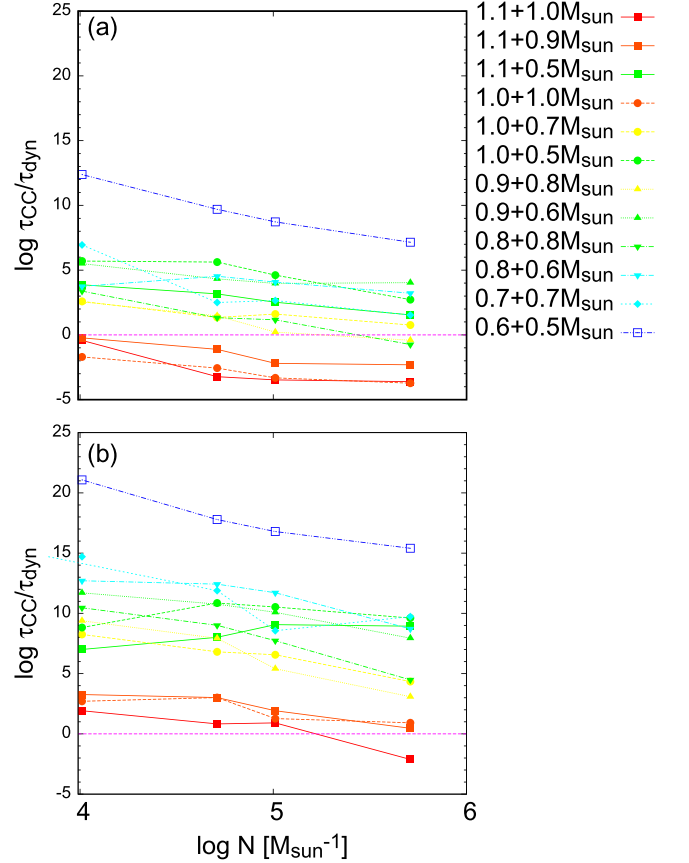 (a)
25
20
15
10
5
0
-5
log τCC/τdyn
1.1+1.0Msun
1.1+0.9Msun
1.1+0.5Msun
1.0+1.0Msun
1.0+0.7Msun
1.0+0.5Msun
0.9+0.8Msun
0.9+0.6Msun
0.8+0.8Msun
0.8+0.6Msun
0.7+0.7Msun
0.6+0.5Msun
(b)
25
20
15
10
5
0
-5
log τCC/τdyn
4 5 6
log N [Msun-1]